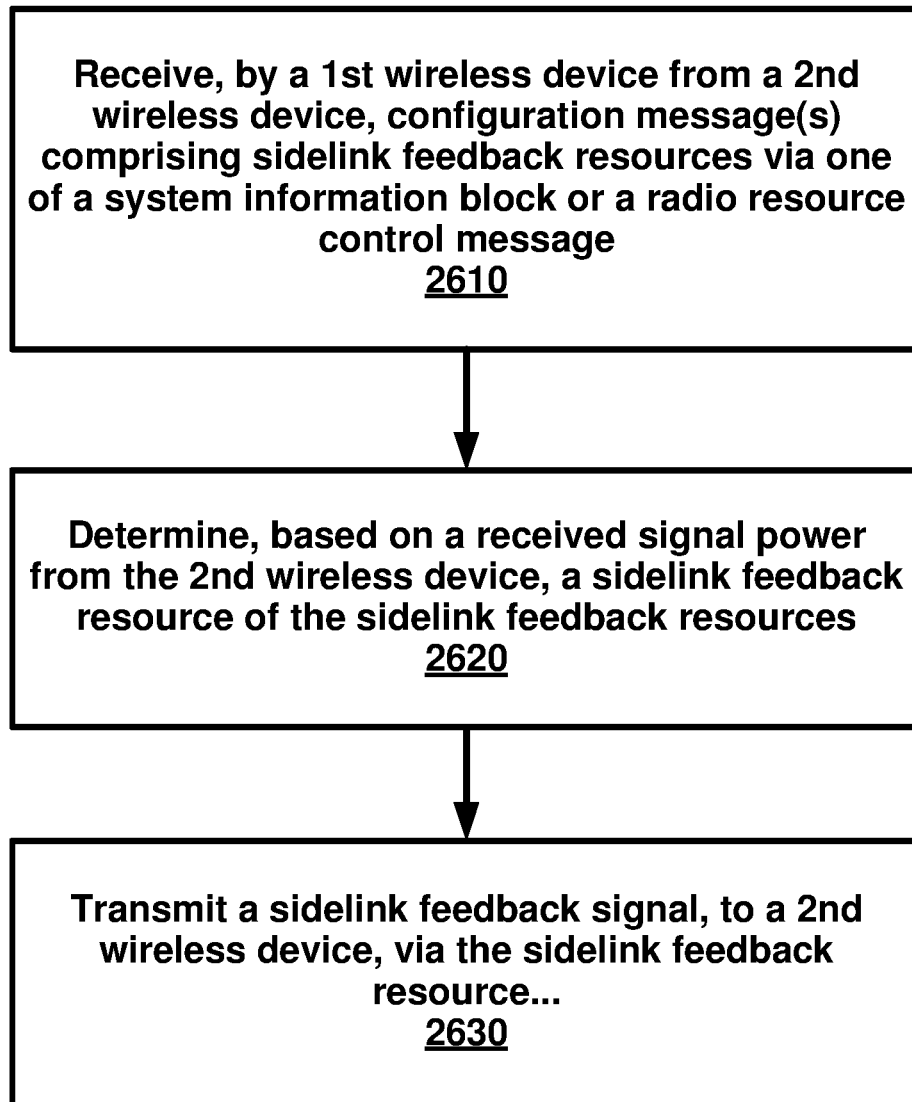 Receive, by a 1st wireless device from a 2nd
wireless device, configuration message(s)
comprising sidelink feedback resources via one
of a system information block or a radio resource
control message
2610
Determine, based on a received signal power
from the 2nd wireless device, a sidelink feedback
resource of the sidelink feedback resources
2620
Transmit a sidelink feedback signal, to a 2nd
wireless device, via the sidelink feedback
resource...
2630